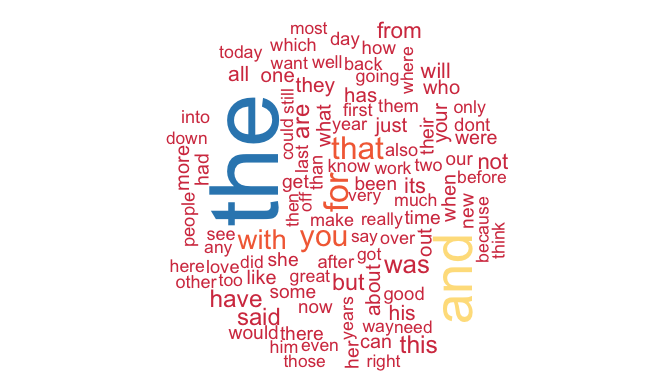 most
from
which
day
how
today
want
well
back
where
all
one
they
going
will
who
still
has
into
could
are
what
first
them
their
your
only
the
year
just
dont
down
last
that
also
were
more
had
than
know
work
two
our
not
get
for
been
its
when
before
people
then
off
very
much
new
make
really
time
because
think
see
with
you
say
over
out
and
any
here
love
did
she
after
got
was
other
too
like
great
but
about
some
good
have
now
years
his
said
way
need
would
there
can
this
him
even
her
those
right